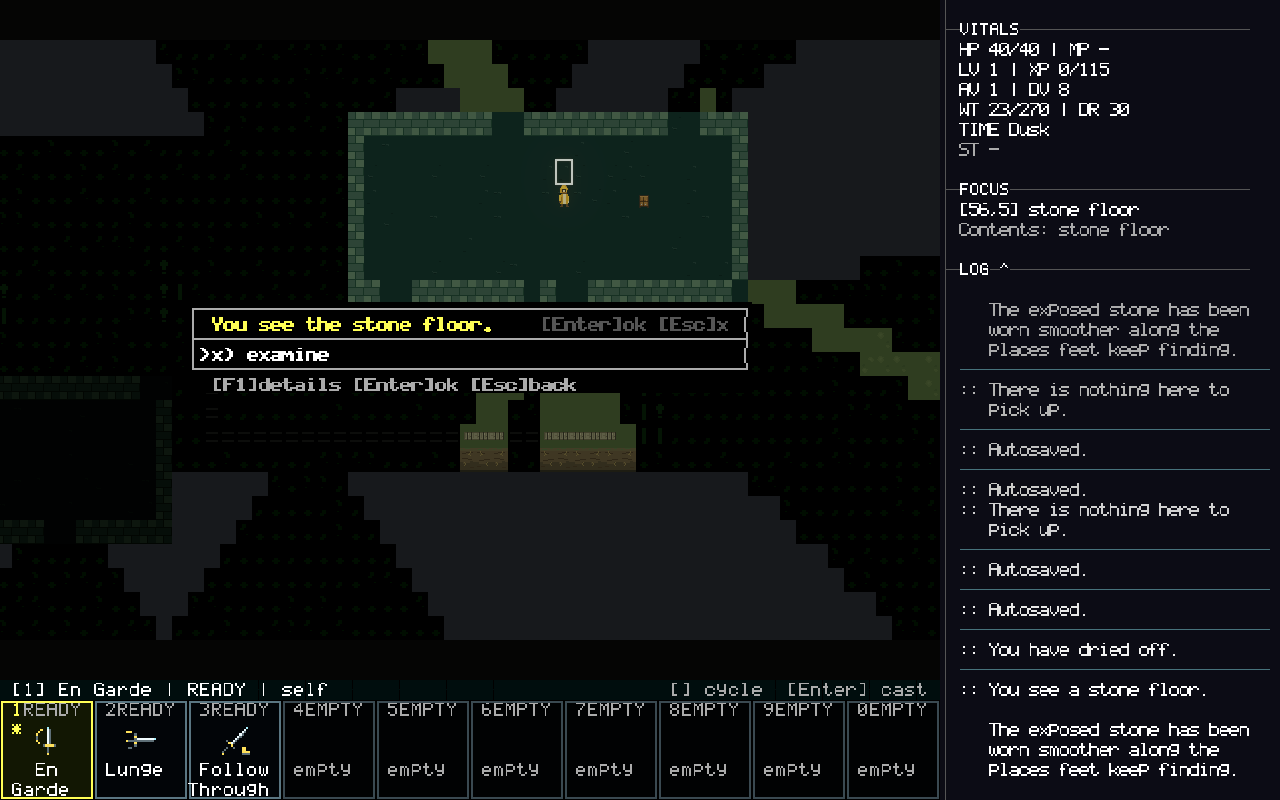 VITALS
HP 40/40 | MP -
LV 1 | XP 0/115
AV 1 | DV 8
WT 23/270 | DR 30
TIME Dusk
ST -
FOCUS
[56,5] stone floor
Contents: stone floor
LOG ^
The exposed stone has been
worn smoother along the
places feet keep finding.
:: There is nothing here to
pick up.
:: Autosaved.
:: Autosaved.
:: There is nothing here to
pick up.
:: Autosaved.
:: Autosaved.
:: You have dried off.
:: You see a stone floor.
The exposed stone has been
worn smoother along the
places feet keep finding.
You see the stone floor. [Enter]ok [Esc]x
>x) examine
[F1]details [Enter]ok [Esc]back
[1] En Garde | READY | self [] cycle [Enter] cast
1READY 2READY 3READY 4EMPTY 5EMPTY 6EMPTY 7EMPTY 8EMPTY 9EMPTY 0EMPTY
*
En Garde
Lunge
Follow Through
empty empty empty empty empty empty empty